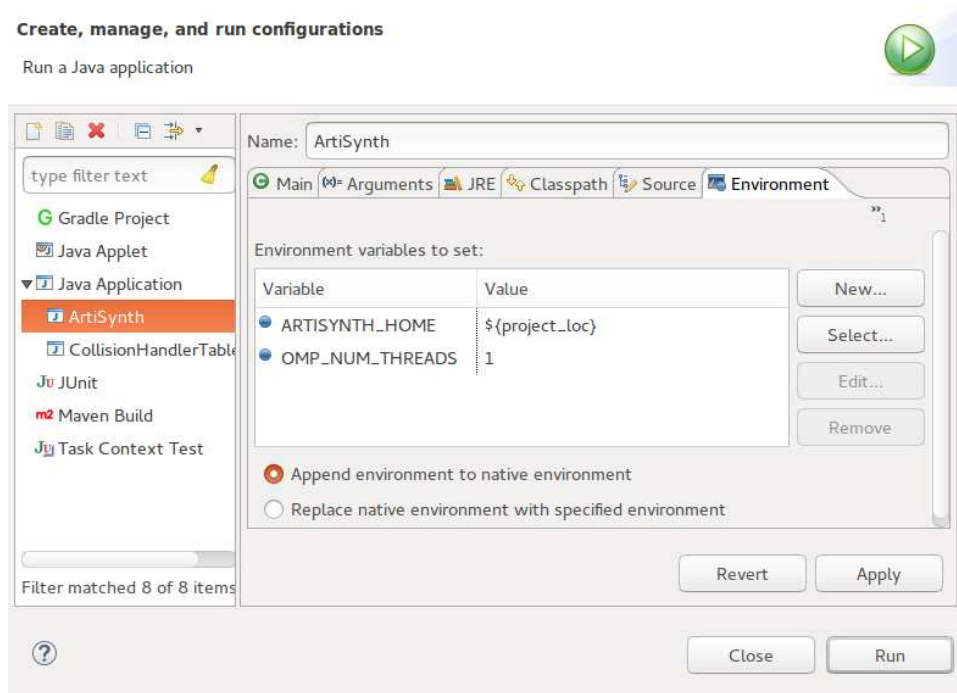 Create, manage, and run configurations
Run a Java application
type filter text
Gradle Project
Java Applet
Java Application
ArtiSynth
CollisionHandlerTable
JUnit
Maven Build
Task Context Test
Filter matched 8 of 8 items
Name: ArtiSynth
Main Arguments JRE Classpath Source Environment
»1
Environment variables to set:
Variable Value
ARTISYNTH_HOME ${project_loc}
OMP_NUM_THREADS 1
New...
Select...
Edit...
Remove
Append environment to native environment
Replace native environment with specified environment
Revert Apply
Close Run